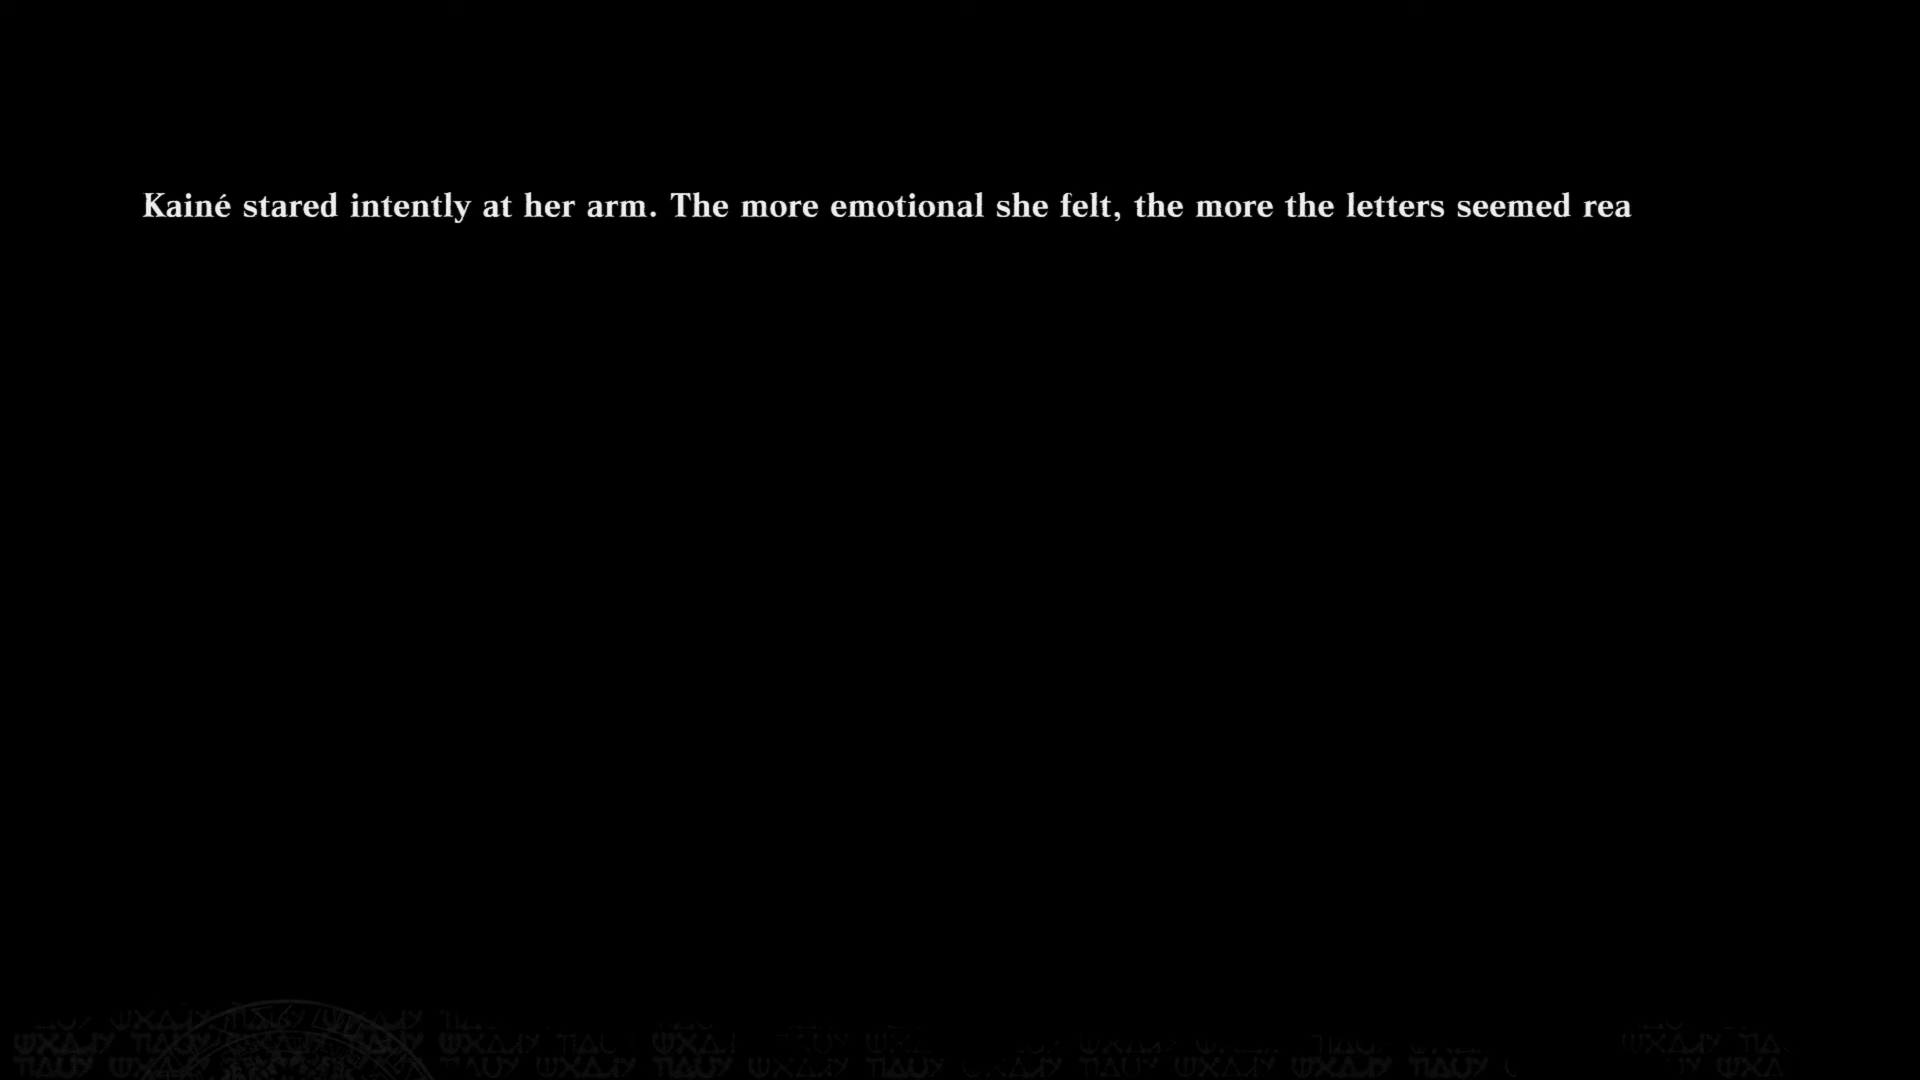 Kainé stared intently at her arm. The more emotional she felt, the more the letters seemed rea